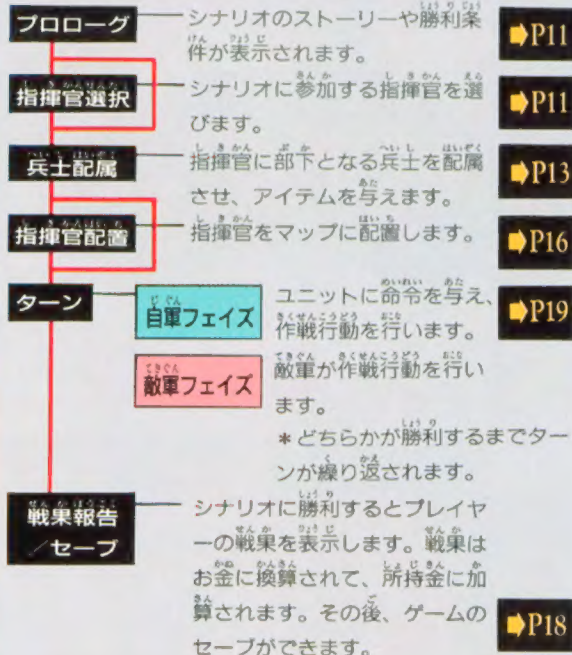 プロローグ
シナリオのストーリーや勝利条
件が表示されます。
➡P11
指揮官選択
シナリオに参加する指揮官を選
びます。
➡P11
兵士配属
指揮官に部下となる兵士を配属
させ、アイテムを与えます。
➡P13
指揮官配置
指揮官をマップに配置します。
➡P16
ターン
自軍フェイズ
ユニットに命令を与え、
作戦行動を行います。
➡P19
敵軍フェイズ
敵軍が作戦行動を行い
ます。
＊どちらかが勝利するまでター
ンが繰り返されます。
戦果報告
／セーブ
シナリオに勝利するとプレイヤ
ーの戦果を表示します。戦果は
お金に換算されて、所持金に加
算されます。その後、ゲームの
セーブができます。
➡P18